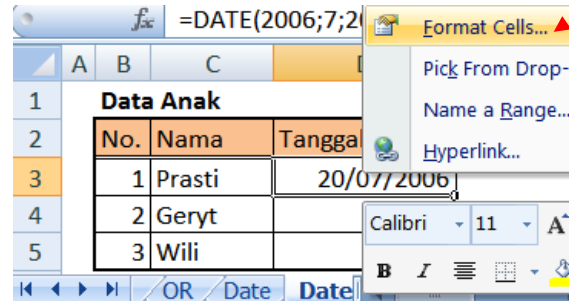 fx =DATE(2006;7;2
Format Cells...
Pick From Drop-
Name a Range...
Hyperlink...
A B C
1 Data Anak
2 No. Nama
3 1 Prasti 20/07/2006
4 2 Geryt
5 3 Wili
Calibri 11 A
B I
OR Date Date